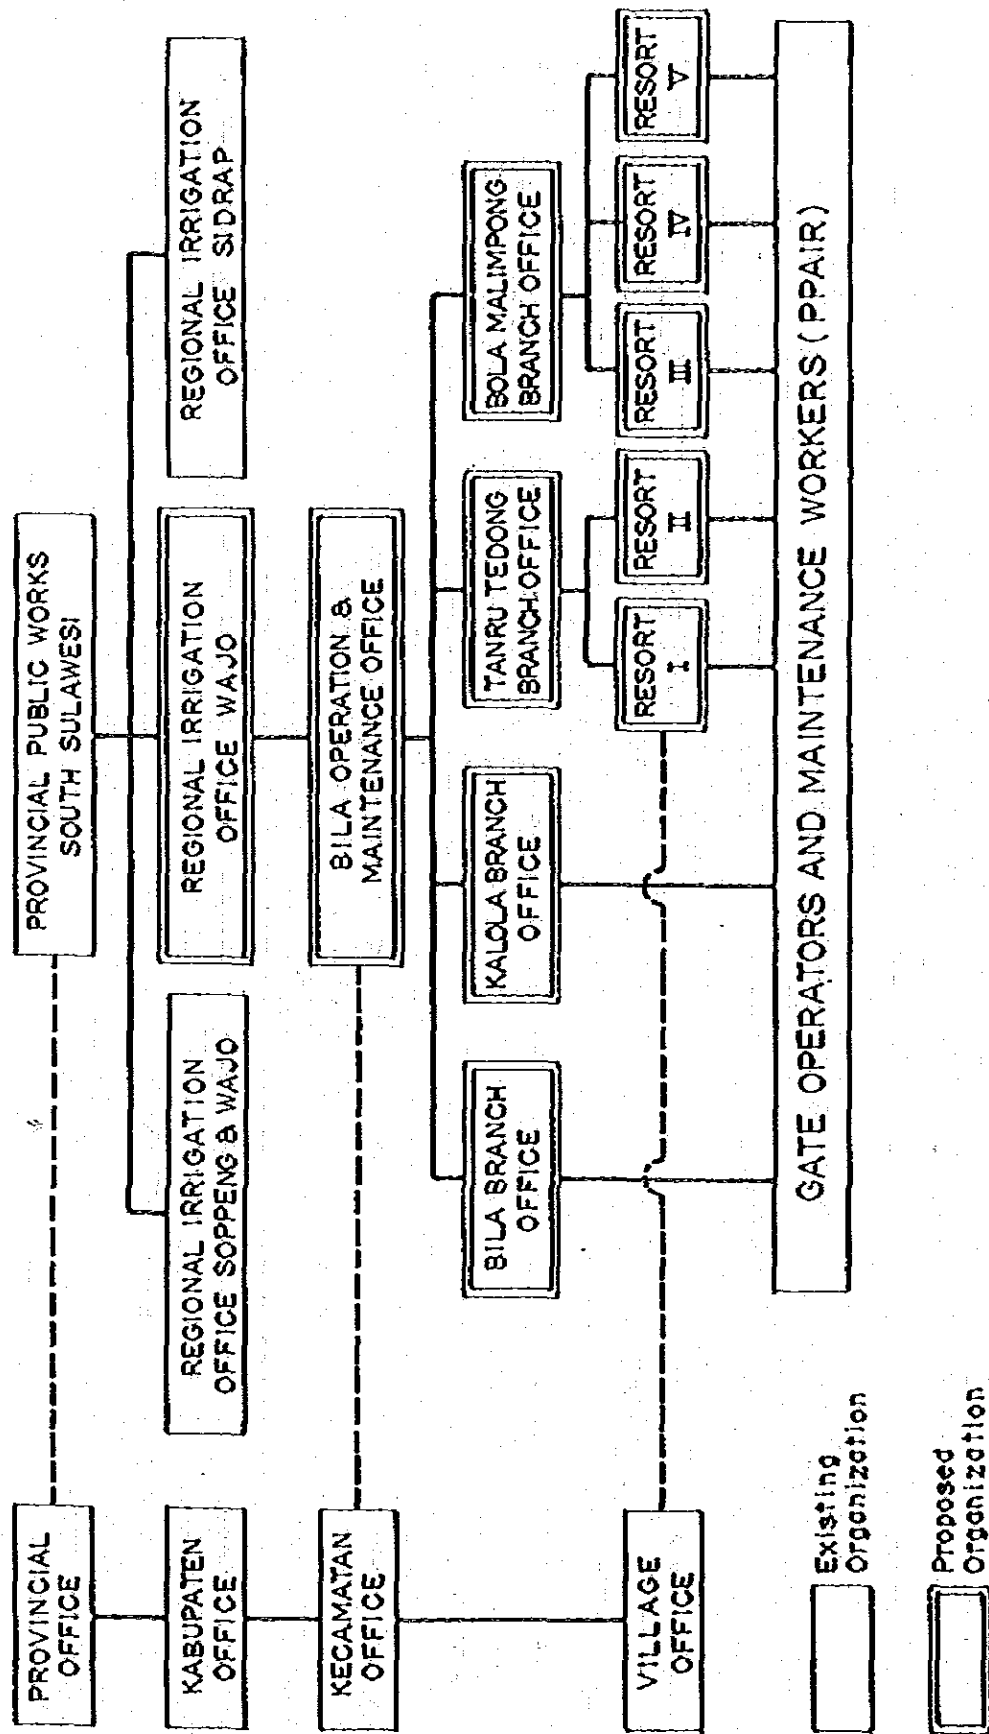 PROVINCIAL
OFFICE
PROVINCIAL PUBLIC WORKS
SOUTH SULAWESI
KABUPATEN
OFFICE
REGIONAL IRRIGATION
OFFICE SOPPENG & WAJO
REGIONAL IRRIGATION
OFFICE WAJO
REGIONAL IRRIGATION
OFFICE SIDRAP
KECAMATAN
OFFICE
BILA OPERATION &
MAINTENANCE OFFICE
BILA BRANCH
OFFICE
KALOLA BRANCH
OFFICE
TANRU TEDONG
BRANCH OFFICE
BOLA MALIMPONG
BRANCH OFFICE
VILLAGE
OFFICE
RESORT
I
RESORT
II
RESORT
III
RESORT
IV
RESORT
V
GATE OPERATORS AND MAINTENANCE WORKERS (PPAIR)
Existing
Organization
Proposed
Organization